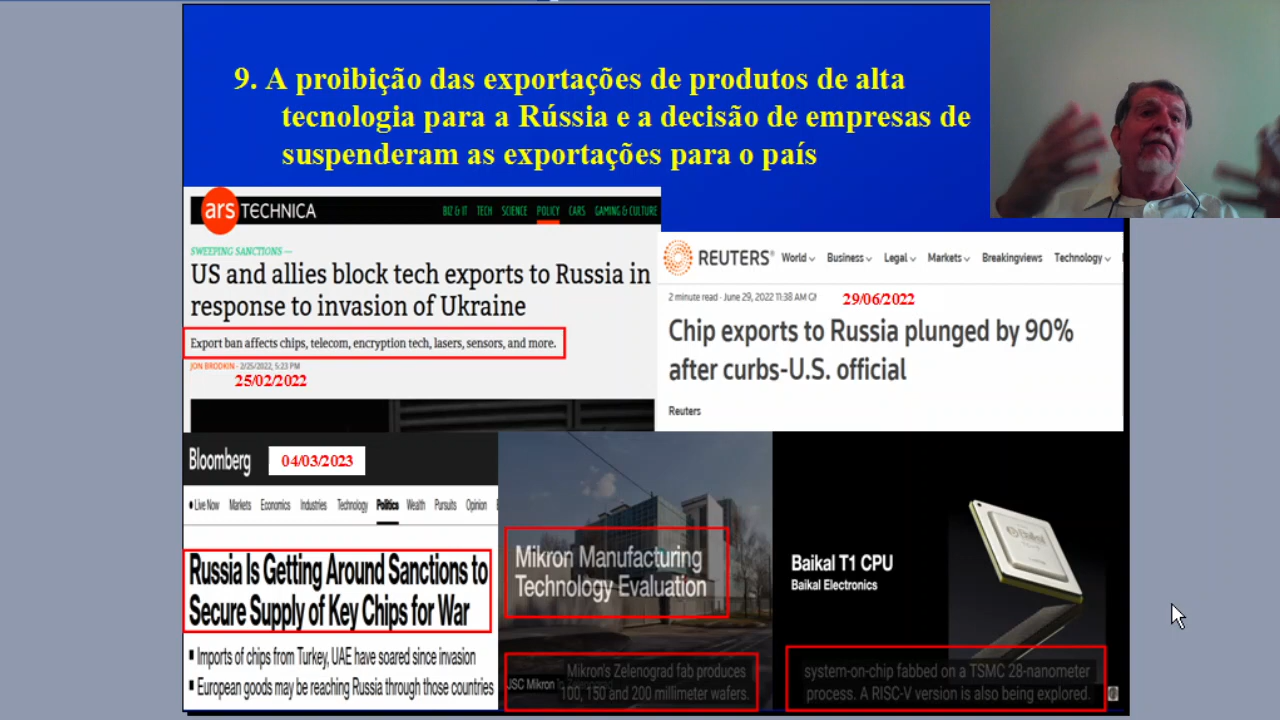 9. A proibição das exportações de produtos de alta
tecnologia para a Rússia e a decisão de empresas de
suspenderam as exportações para o país
ars TECHNICA
BIZ & IT TECH SCIENCE POLICY CARS GAMING & CULTURE
SWEEPING SANCTIONS —
US and allies block tech exports to Russia in
response to invasion of Ukraine
Export ban affects chips, telecom, encryption tech, lasers, sensors, and more.
JON BRODKIN - 2/25/2022, 5:23 PM
25/02/2022
REUTERS®
World Business Legal Markets Breakingviews Technology
2 minute read · June 29, 2022 11:38 AM
29/06/2022
Chip exports to Russia plunged by 90%
after curbs-U.S. official
Reuters
Bloomberg
04/03/2023
Live Now Markets Economics Industries Technology Politics Wealth Pursuits Opinion
Russia Is Getting Around Sanctions to
Secure Supply of Key Chips for War
Imports of chips from Turkey, UAE have soared since invasion
European goods may be reaching Russia through those countries
Mikron Manufacturing
Technology Evaluation
JSC Mikron
Mikron's Zelenograd fab produces
100, 150 and 200 millimeter wafers.
Baikal T1 CPU
Baikal Electronics
Baikal
system-on-chip fabbed on a TSMC 28-nanometer
process. A RISC-V version is also being explored.